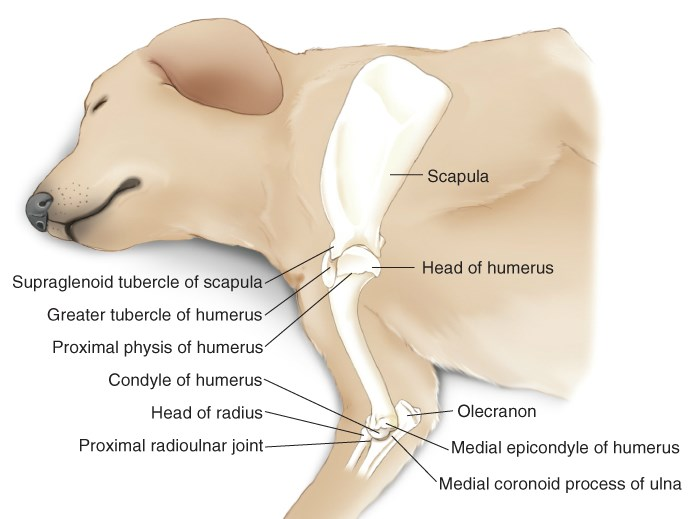 Scapula
Supraglenoid tubercle of scapula
Head of humerus
Greater tubercle of humerus
Proximal physis of humerus
Condyle of humerus
Head of radius
Olecranon
Proximal radioulnar joint
Medial epicondyle of humerus
Medial coronoid process of ulna